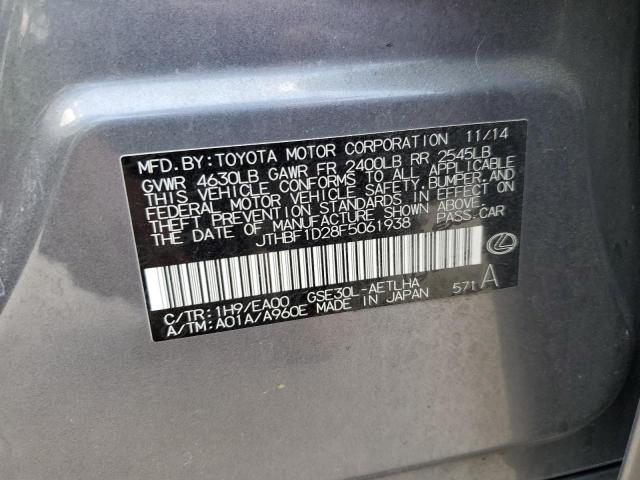 MFD.BY:TOYOTA MOTOR CORPORATION 11/14
GVWR 4630LB GAWR FR 2400LB RR 2545LB
THIS VEHICLE CONFORMS TO ALL APPLICABLE
FEDERAL MOTOR VEHICLE SAFETY,BUMPER,AND
THEFT PREVENTION STANDARDS IN EFFECT ON
THE DATE OF MANUFACTURE SHOWN ABOVE.
JTHBF1D28F5061938 PASS.CAR
C/TR:1H9/EA00 GSE30L-AETLHA 571 A
A/TM:A01A/A960E MADE IN JAPAN